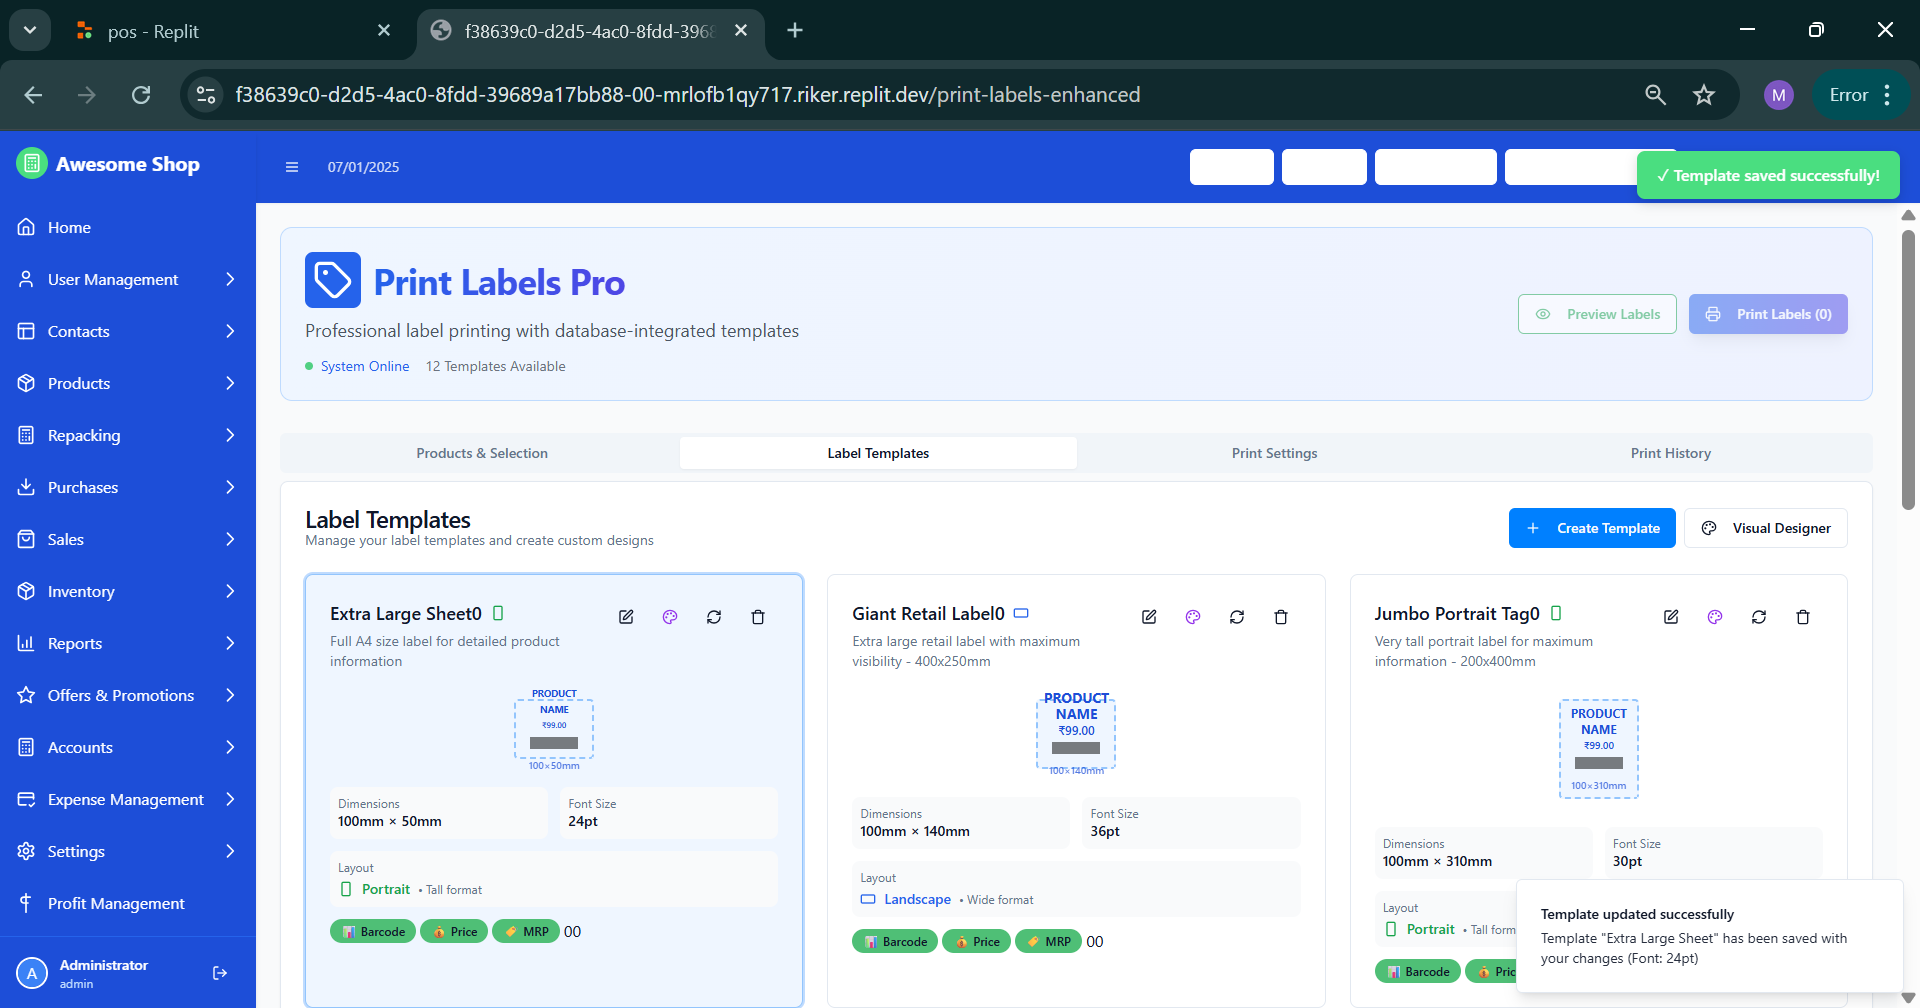 pos - Replit
f38639c0-d2d5-4ac0-8fdd-3968
f38639c0-d2d5-4ac0-8fdd-39689a17bb88-00-mrlofb1qy717.riker.replit.dev/print-labels-enhanced
M
Error
Awesome Shop
07/01/2025
✓ Template saved successfully!
Home
User Management
Contacts
Products
Repacking
Purchases
Sales
Inventory
Reports
Offers & Promotions
Accounts
Expense Management
Settings
Profit Management
A
Administrator
admin
Print Labels Pro
Professional label printing with database-integrated templates
System Online
12 Templates Available
Preview Labels
Print Labels (0)
Products & Selection
Label Templates
Print Settings
Print History
Label Templates
Manage your label templates and create custom designs
Create Template
Visual Designer
Extra Large Sheet0
Full A4 size label for detailed product
information
PRODUCT
NAME
₹99.00
100×50mm
Dimensions
100mm × 50mm
Font Size
24pt
Layout
Portrait • Tall format
Barcode
Price
MRP
00
Giant Retail Label0
Extra large retail label with maximum
visibility - 400x250mm
PRODUCT
NAME
₹99.00
100×140mm
Dimensions
100mm × 140mm
Font Size
36pt
Layout
Landscape • Wide format
Barcode
Price
MRP
00
Jumbo Portrait Tag0
Very tall portrait label for maximum
information - 200x400mm
PRODUCT
NAME
₹99.00
100×310mm
Dimensions
100mm × 310mm
Font Size
30pt
Layout
Portrait • Tall form
Barcode
Pric
Template updated successfully
Template "Extra Large Sheet" has been saved with
your changes (Font: 24pt)